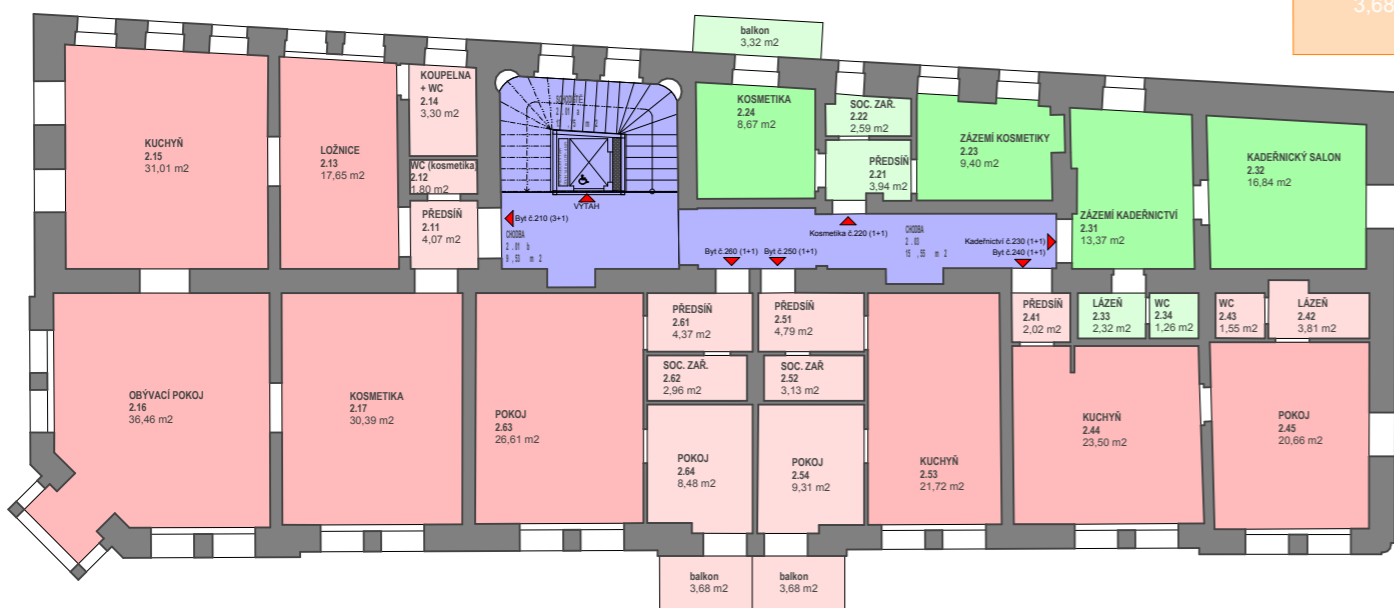 3,68
balkon
3,32 m2
KUCHYŇ
2.15
31,01 m2
LOŽNICE
2.13
17,65 m2
KOUPELNA
+ WC
2.14
3,30 m2
WC (kosmetika)
2.12
1,80 m2
PŘEDSÍŇ
2.11
4,07 m2
VÝTAH
Byt č.210 (3+1)
CHODBA
2.01 b
KOSMETIKA
2.24
8,67 m2
SOC. ZAŘ.
2.22
2,59 m2
PŘEDSÍŇ
2.21
3,94 m2
ZÁZEMÍ KOSMETIKY
2.23
9,40 m2
ZÁZEMÍ KADEŘNICTVÍ
2.31
13,37 m2
KADEŘNICKÝ SALON
2.32
16,84 m2
Kosmetika č.220 (1+1)
CHODBA
Kadeřnictví č.230 (1+1)
Byt č.260 (1+1)
Byt č.250 (1+1)
Byt č.240 (1+1)
OBÝVACÍ POKOJ
2.16
36,46 m2
KOSMETIKA
2.17
30,39 m2
POKOJ
2.63
26,61 m2
PŘEDSÍŇ
2.61
4,37 m2
SOC. ZAŘ.
2.62
2,96 m2
POKOJ
2.64
8,48 m2
PŘEDSÍŇ
2.51
4,79 m2
SOC. ZAŘ
2.52
3,13 m2
POKOJ
2.54
9,31 m2
KUCHYŇ
2.53
21,72 m2
PŘEDSÍŇ
2.41
2,02 m2
LÁZEŇ
2.33
2,32 m2
WC
2.34
1,26 m2
WC
2.43
1,55 m2
LÁZEŇ
2.42
3,81 m2
KUCHYŇ
2.44
23,50 m2
POKOJ
2.45
20,66 m2
balkon
3,68 m2
balkon
3,68 m2